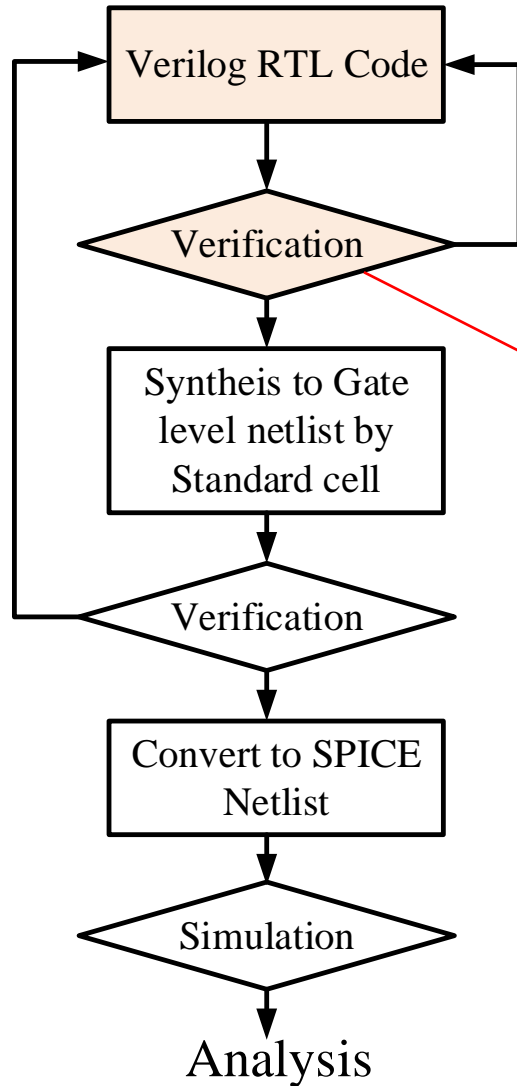 Verilog RTL Code
Verification
Syntheis to Gate
level netlist by
Standard cell
Verification
Convert to SPICE
Netlist
Simulation
Analysis